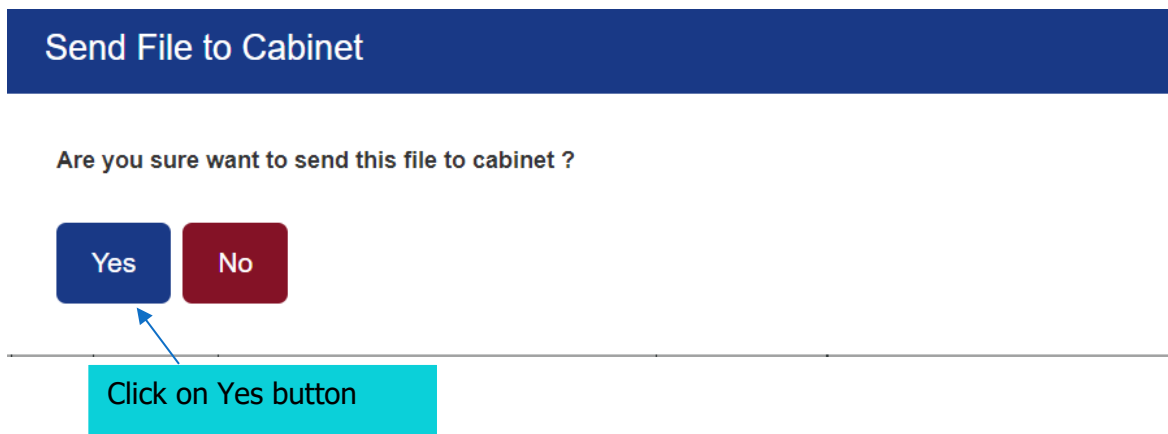 Send File to Cabinet
Are you sure want to send this file to cabinet ?
Yes No
Click on Yes button